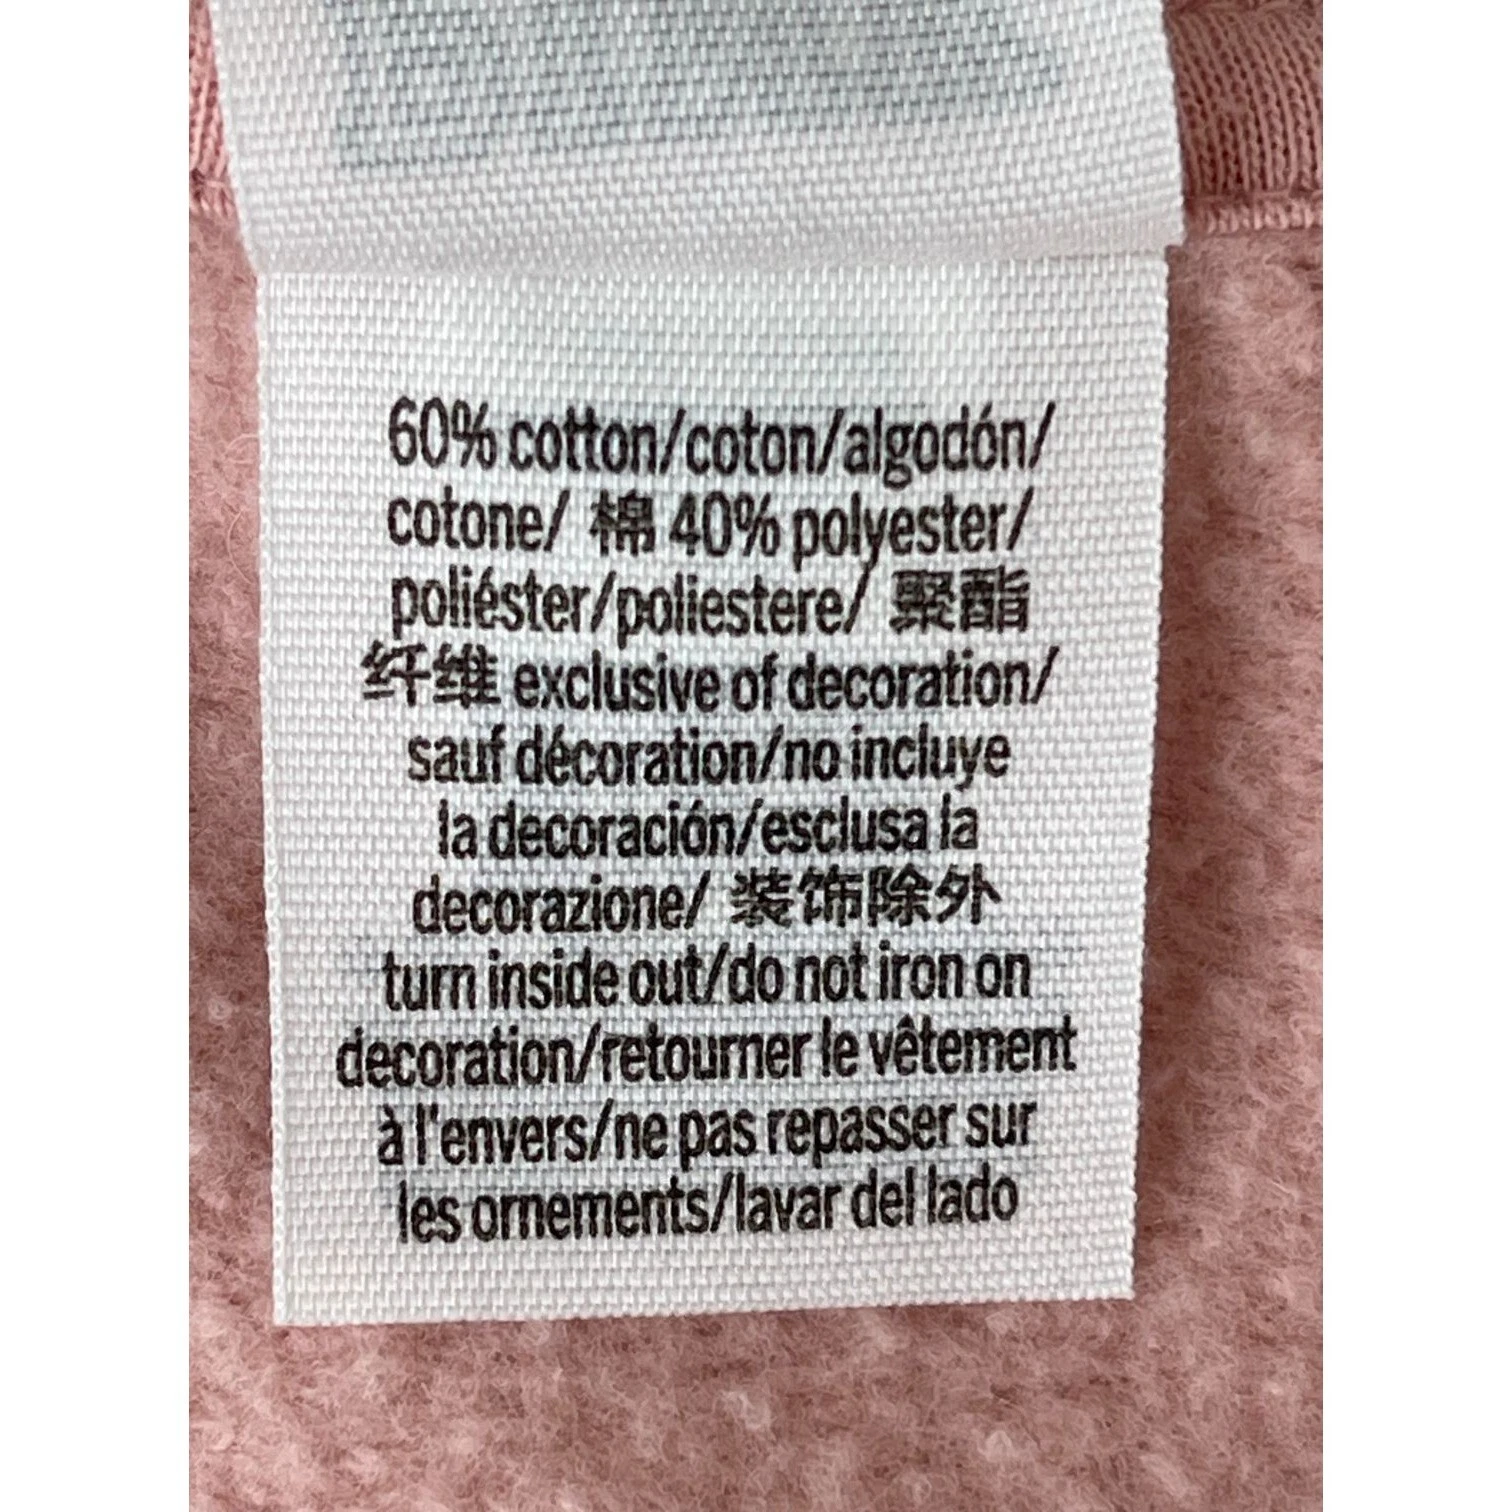 60% cotton/coton/algodón/
cotone/ 棉 40% polyester/
poliéster/poliestere/ 聚酯
纤维 exclusive of decoration/
sauf décoration/no incluye
la decoración/esclusa la
decorazione/ 装饰除外
turn inside out/do not iron on
decoration/retourner le vêtement
à l'envers/ne pas repasser sur
les ornements/lavar del lado